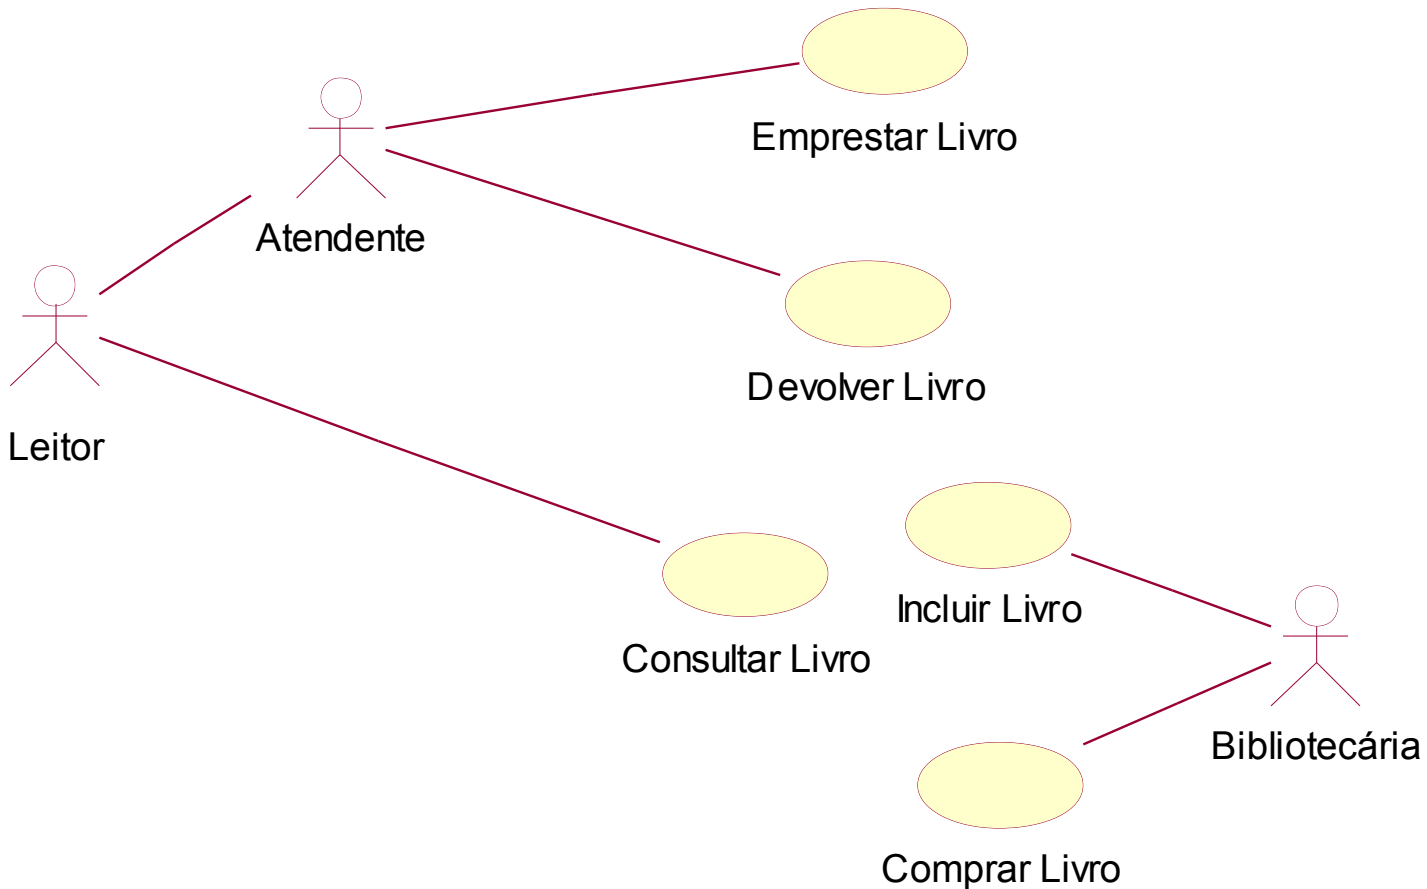 Emprestar Livro
Atendente
Devolver Livro
Leitor
Incluir Livro
Consultar Livro
Bibliotecária
Comprar Livro